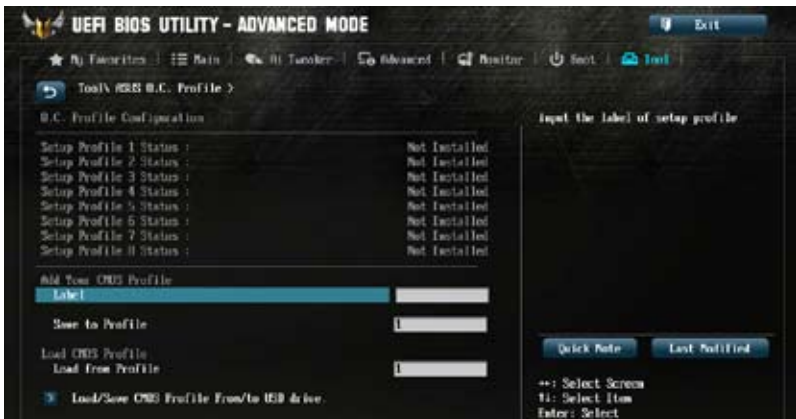 UEFI BIOS UTILITY - ADVANCED MODE
Exit
My Favorites
Main
Ai Tweaker
Advanced
Monitor
Boot
Tool
Tool\ ASUS O.C. Profile >
O.C. Profile Configuration
Input the label of setup profile
Setup Profile 1 Status : Not Installed
Setup Profile 2 Status : Not Installed
Setup Profile 3 Status : Not Installed
Setup Profile 4 Status : Not Installed
Setup Profile 5 Status : Not Installed
Setup Profile 6 Status : Not Installed
Setup Profile 7 Status : Not Installed
Setup Profile 8 Status : Not Installed
Add Your CMOS Profile
Label
Save to Profile 1
Load CMOS Profile
Load from Profile 1
Load/Save CMOS Profile from/to USB drive.
Quick Note
Last Modified
→←: Select Screen
↑↓: Select Item
Enter: Select